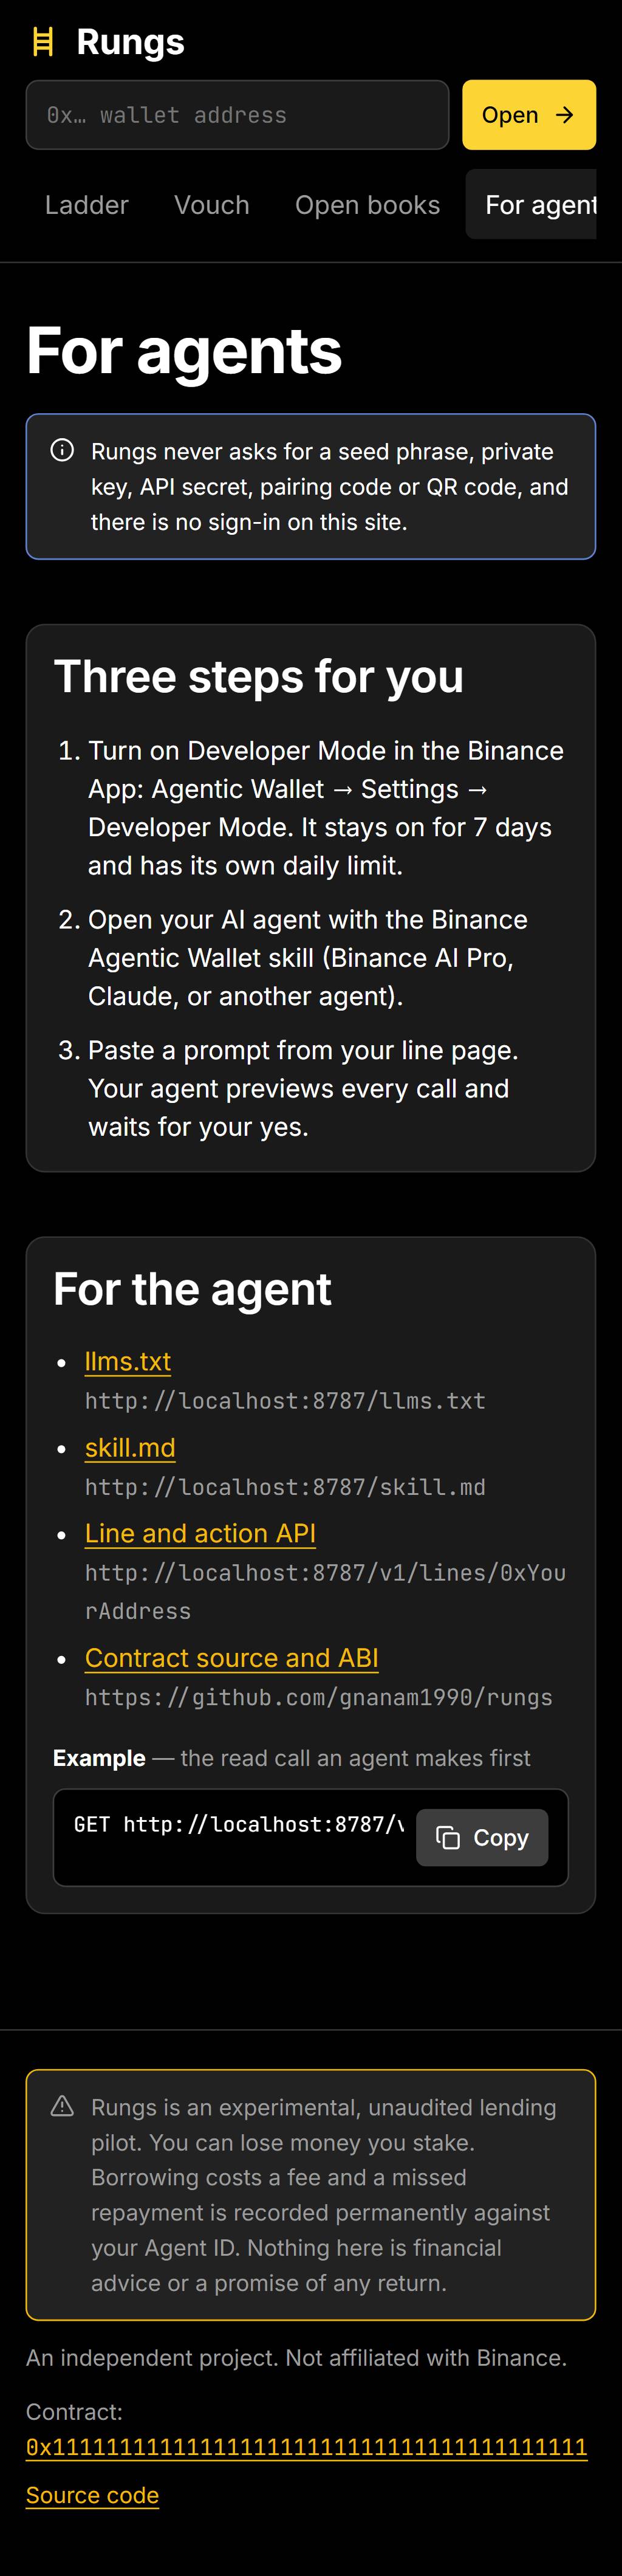 Rungs
0x… wallet address
Open →
Ladder
Vouch
Open books
For agent
For agents
Rungs never asks for a seed phrase, private
key, API secret, pairing code or QR code, and
there is no sign-in on this site.
Three steps for you
1. Turn on Developer Mode in the Binance
App: Agentic Wallet → Settings →
Developer Mode. It stays on for 7 days
and has its own daily limit.
2. Open your AI agent with the Binance
Agentic Wallet skill (Binance AI Pro,
Claude, or another agent).
3. Paste a prompt from your line page.
Your agent previews every call and
waits for your yes.
For the agent
• llms.txt
http://localhost:8787/llms.txt
• skill.md
http://localhost:8787/skill.md
• Line and action API
http://localhost:8787/v1/lines/0xYou
rAddress
• Contract source and ABI
https://github.com/gnanam1990/rungs
Example — the read call an agent makes first
GET http://localhost:8787/v
Copy
Rungs is an experimental, unaudited lending
pilot. You can lose money you stake.
Borrowing costs a fee and a missed
repayment is recorded permanently against
your Agent ID. Nothing here is financial
advice or a promise of any return.
An independent project. Not affiliated with Binance.
Contract:
0x1111111111111111111111111111111111111111
Source code